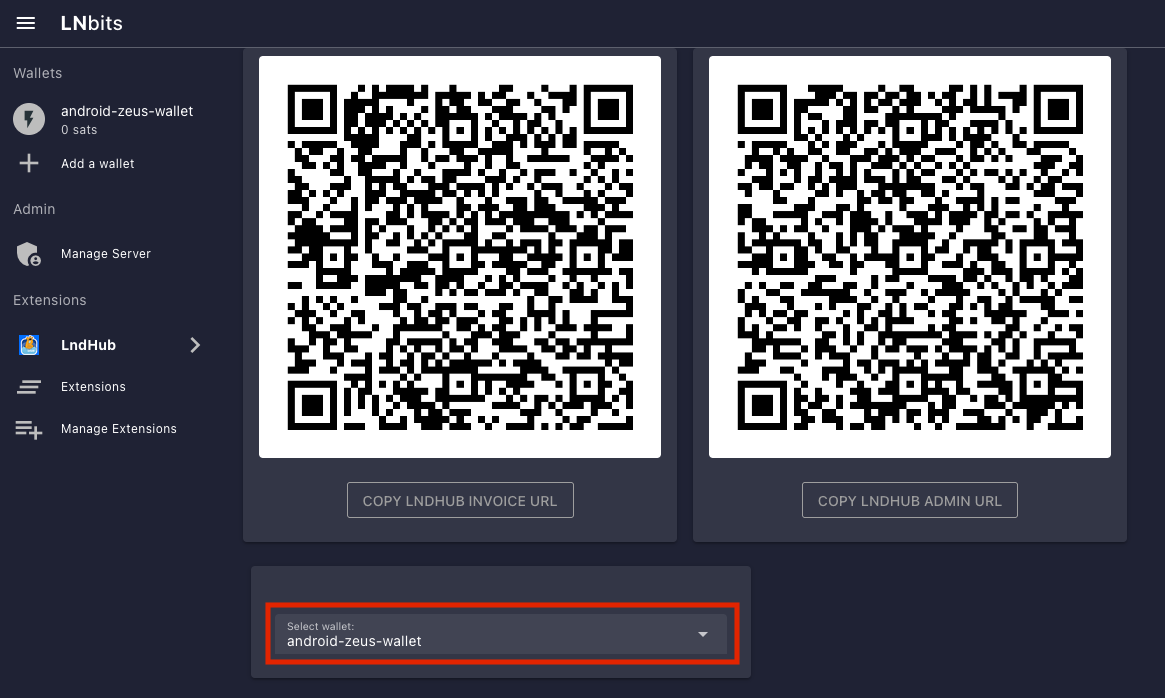 LNbits
Wallets
android-zeus-wallet
0 sats
Add a wallet
Admin
Manage Server
Extensions
LndHub
Extensions
Manage Extensions
COPY LNDHUB INVOICE URL
COPY LNDHUB ADMIN URL
Select wallet:
android-zeus-wallet